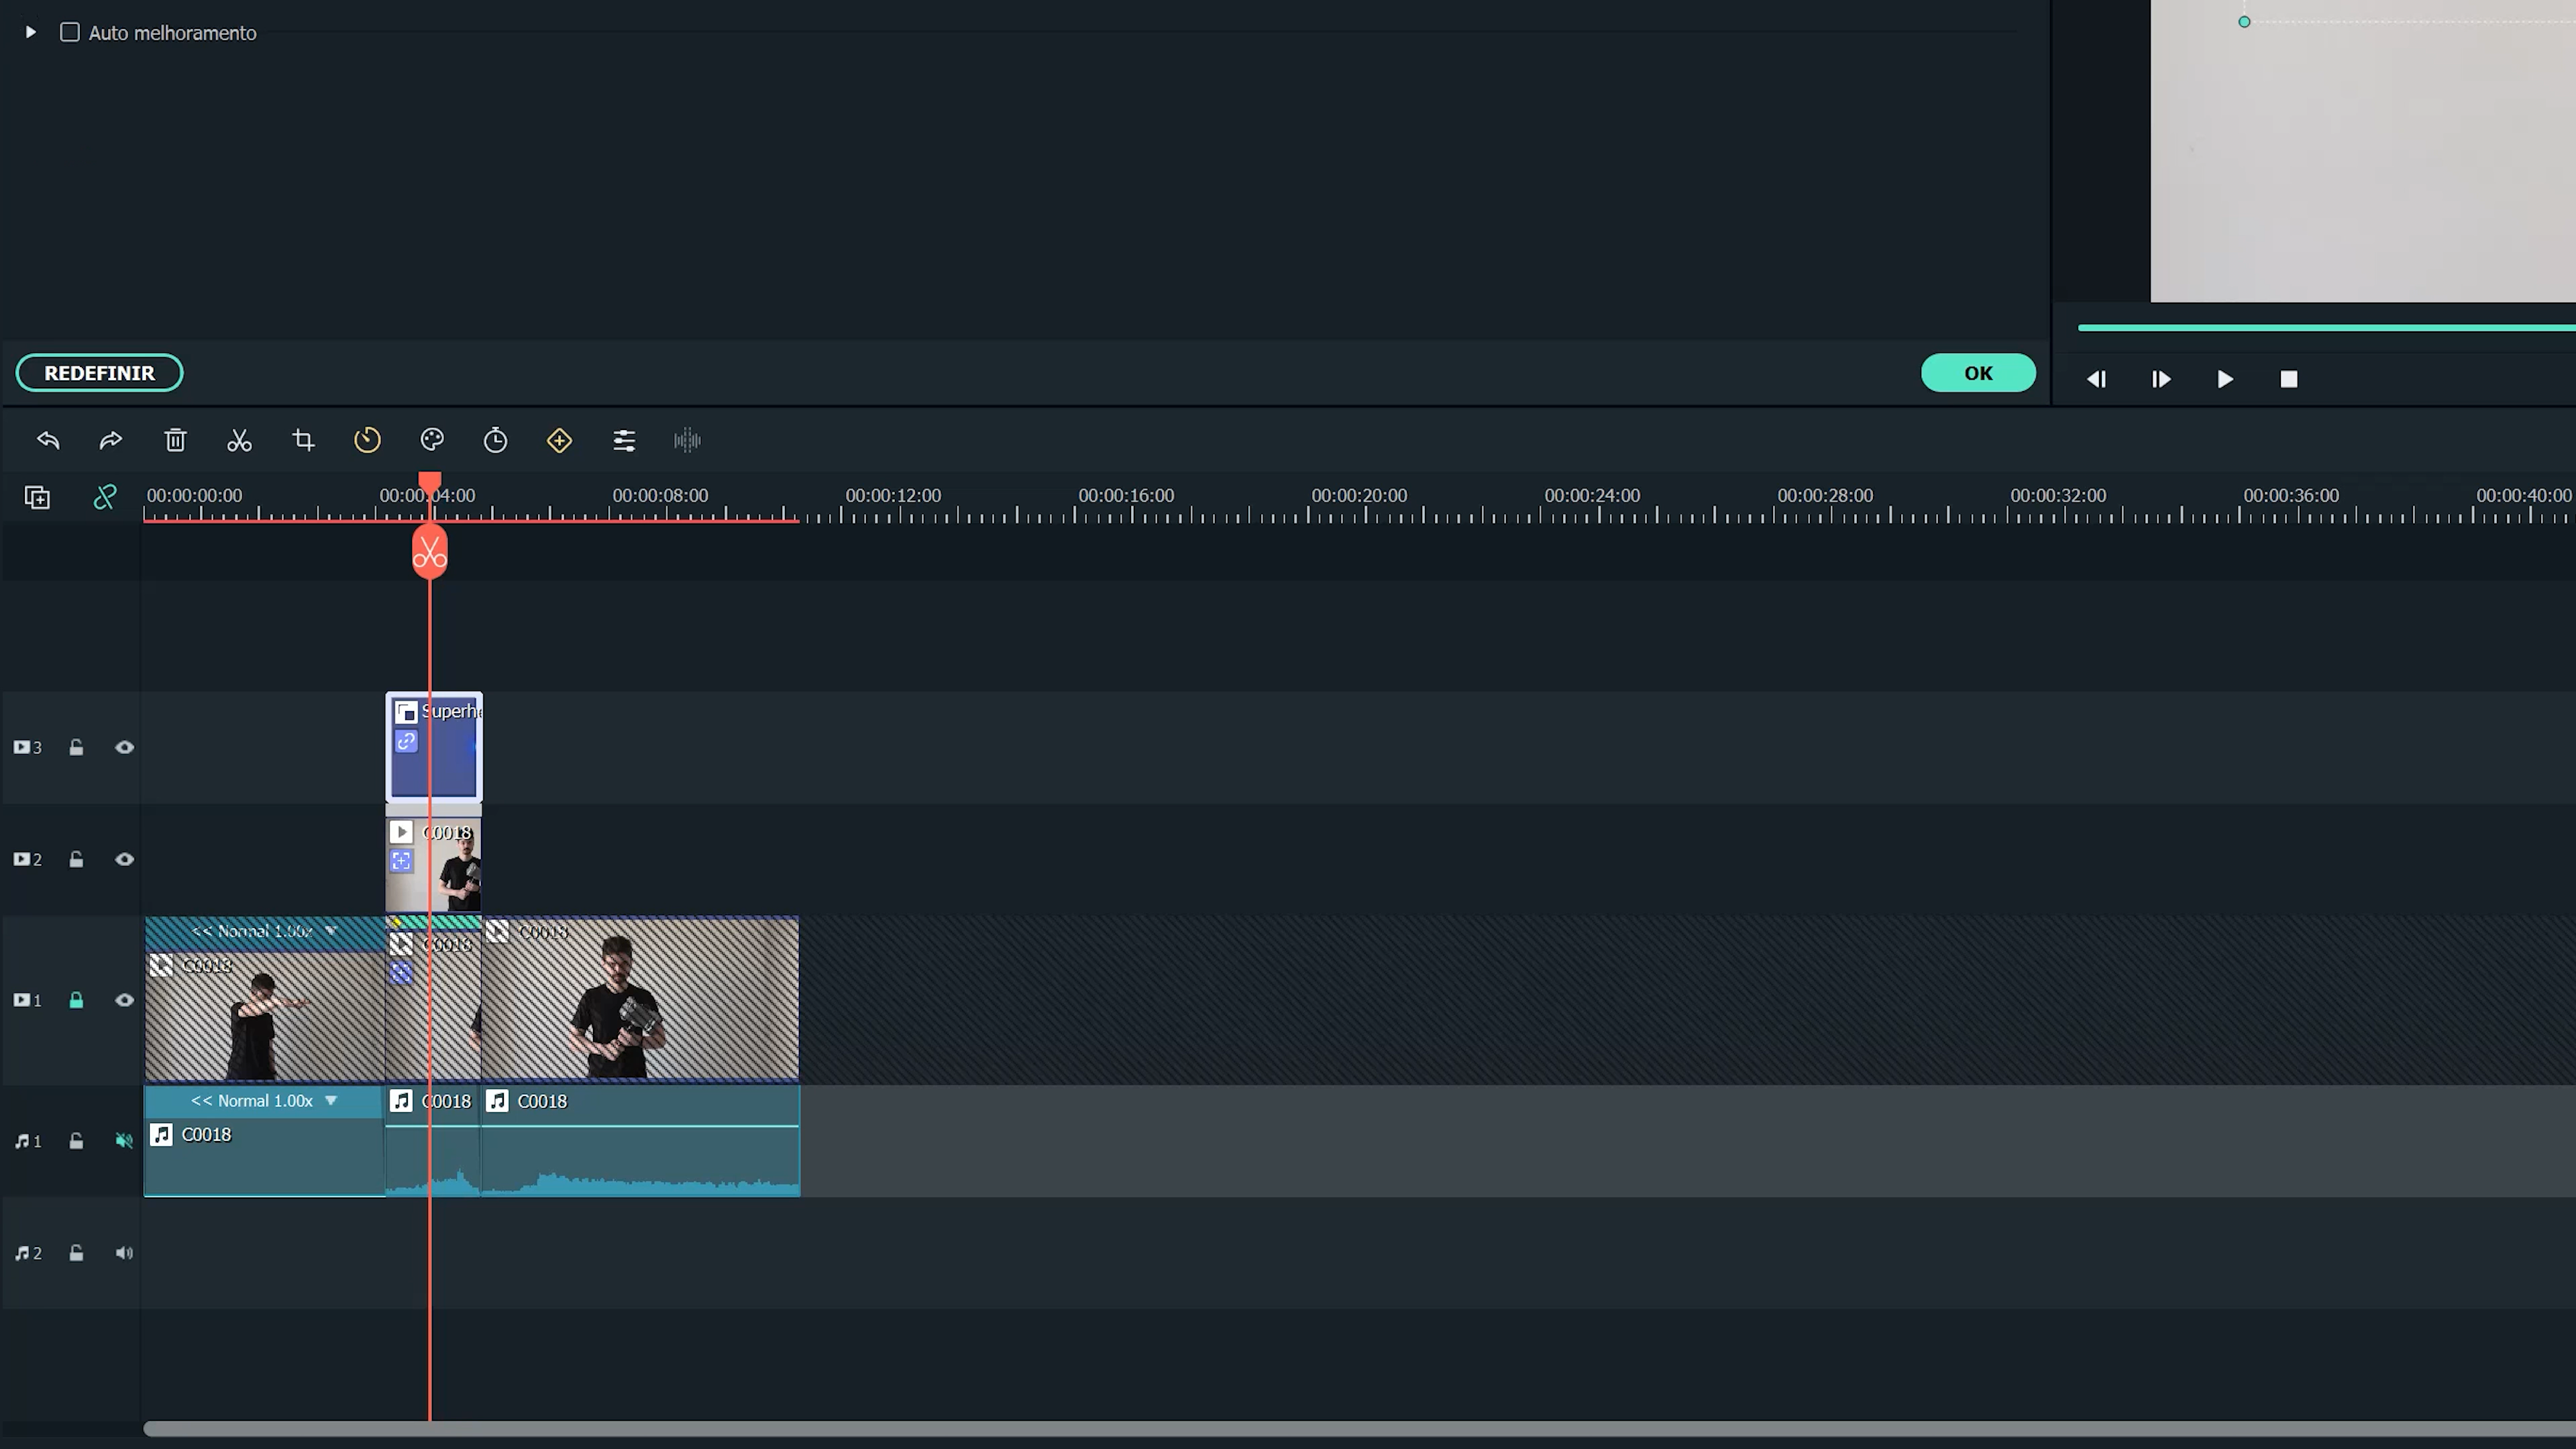 Auto melhoramento
REDEFINIR
OK
00:00:00:00
00:00:04:00
00:00:08:00
00:00:12:00
00:00:16:00
00:00:20:00
00:00:24:00
00:00:28:00
00:00:32:00
00:00:36:00
00:00:40:00
3
Superhe
2
C0018
<< Normal 1.00x
C0018
C0018
C0018
1
<< Normal 1.00x
C0018
C0018
C0018
1
2